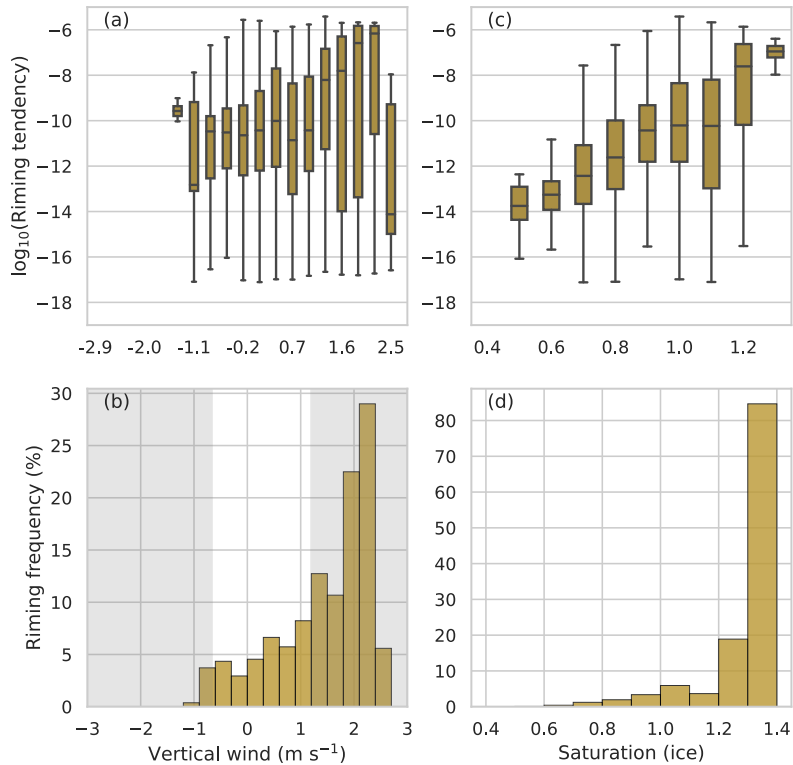 (a)
log₁₀(Riming tendency)
−6
−8
−10
−12
−14
−16
−18
-2.9 -2.0 -1.1 -0.2 0.7 1.6 2.5
(c)
−6
−8
−10
−12
−14
−16
−18
0.4 0.6 0.8 1.0 1.2
(b)
Riming frequency (%)
30
25
20
15
10
5
0
−3 −2 −1 0 1 2 3
Vertical wind (m s⁻¹)
(d)
80
70
60
50
40
30
20
10
0
0.4 0.6 0.8 1.0 1.2 1.4
Saturation (ice)